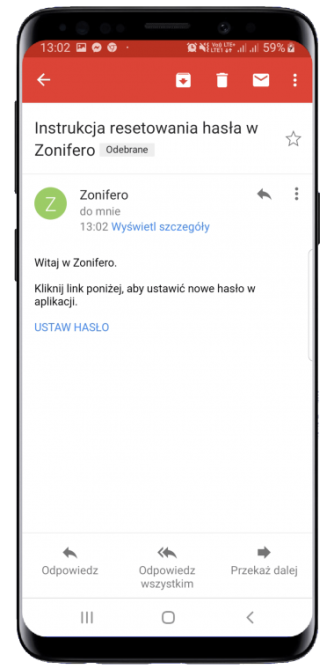 13:02 59%
Instrukcja resetowania hasła w
Zonifero Odebrane
Z
Zonifero
do mnie
13:02 Wyświetl szczegóły
Witaj w Zonifero.
Kliknij link poniżej, aby ustawić nowe hasło w
aplikacji.
USTAW HASŁO
Odpowiedz
Odpowiedz
wszystkim
Przekaż dalej